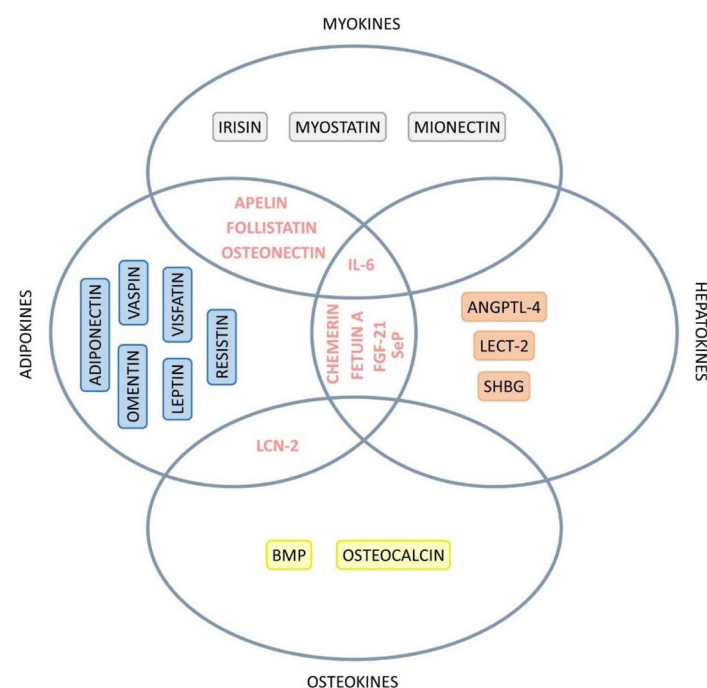 MYOKINES
IRISIN
MYOSTATIN
MIONECTIN
APELIN
FOLLISTATIN
OSTEONECTIN
IL-6
ADIPOKINES
ADIPONECTIN
VASPIN
OMENTIN
VISFATIN
LEPTIN
RESISTIN
CHEMERIN
FETUIN A
FGF-21
SeP
ANGPTL-4
LECT-2
SHBG
HEPATOKINES
LCN-2
BMP
OSTEOCALCIN
OSTEOKINES